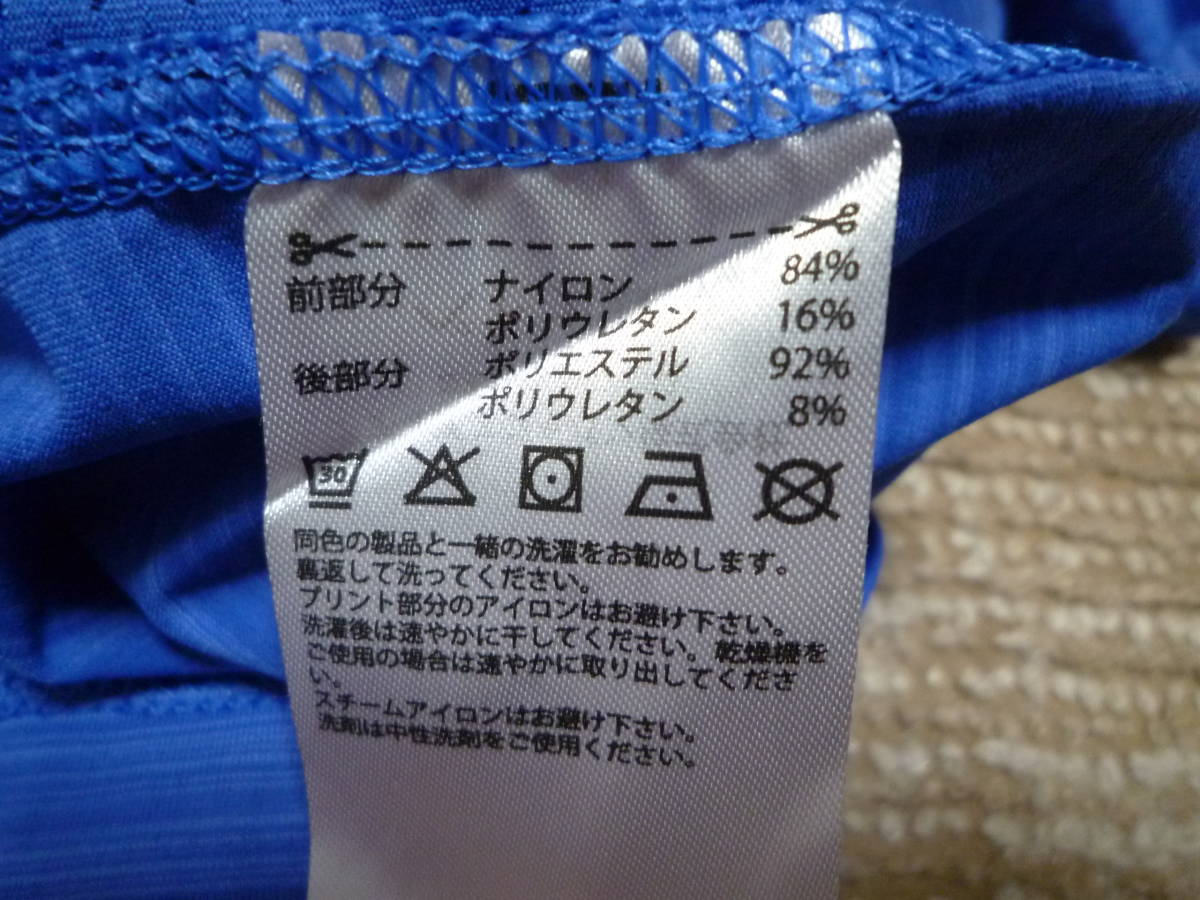 前部分 ナイロン 84%
ポリウレタン 16%
後部分 ポリエステル 92%
ポリウレタン 8%
30
同色の製品と一緒の洗濯をお勧めします。
裏返して洗ってください。
プリント部分のアイロンはお避け下さい。
洗濯後は速やかに干してください。乾燥機を
ご使用の場合は速やかに取り出してくださ
い。
スチームアイロンはお避け下さい。
洗剤は中性洗剤をご使用ください。